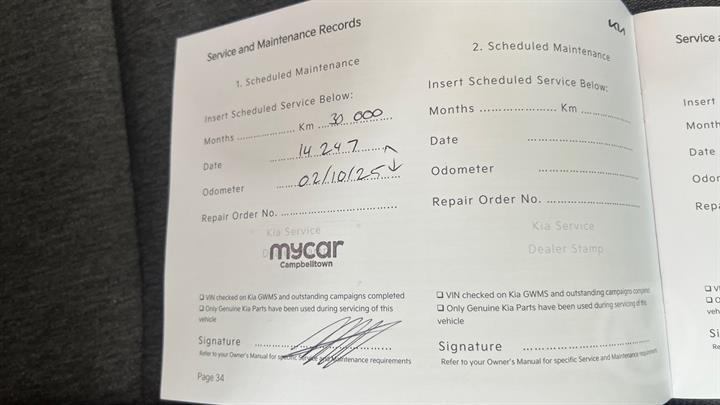 Service and Maintenance Records
1. Scheduled Maintenance
Insert Scheduled Service Below:
Months .................... Km ....30 000........
Date ............14 247........
Odometer ........02/10/25........
Repair Order No. ....................................
Kia Service
mycar
Campbelltown
❑ VIN checked on Kia GWMS and outstanding campaigns completed
❑ Only Genuine Kia Parts have been used during servicing of this
vehicle
Signature ........................................
Refer to your Owner's Manual for specific Service and Maintenance requirements
Page 34
KIA
2. Scheduled Maintenance
Insert Scheduled Service Below:
Months .................... Km ................
Date ............................
Odometer ............................
Repair Order No. ............................
Kia Service
Dealer Stamp
❑ VIN checked on Kia GWMS and outstanding campaigns completed
❑ Only Genuine Kia Parts have been used during servicing of this
vehicle
Signature ........................................
Refer to your Owner's Manual for specific Service and Maintenance requirements
Service
Insert
Month
Date
Odor
Rep